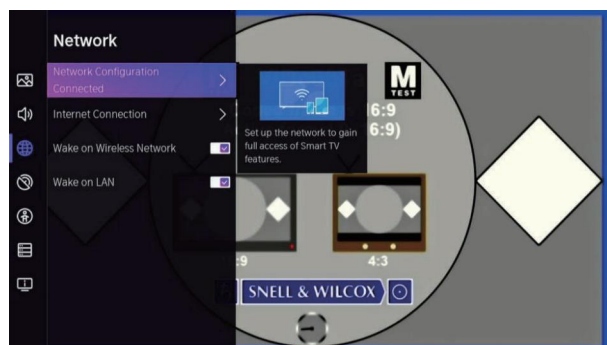 Network
Network Configuration
Connected
Internet Connection
Wake on Wireless Network
Wake on LAN
Set up the network to gain
full access of Smart TV
features.
M
TEST
6:9
6:9)
:9
4:3
SNELL & WILCOX